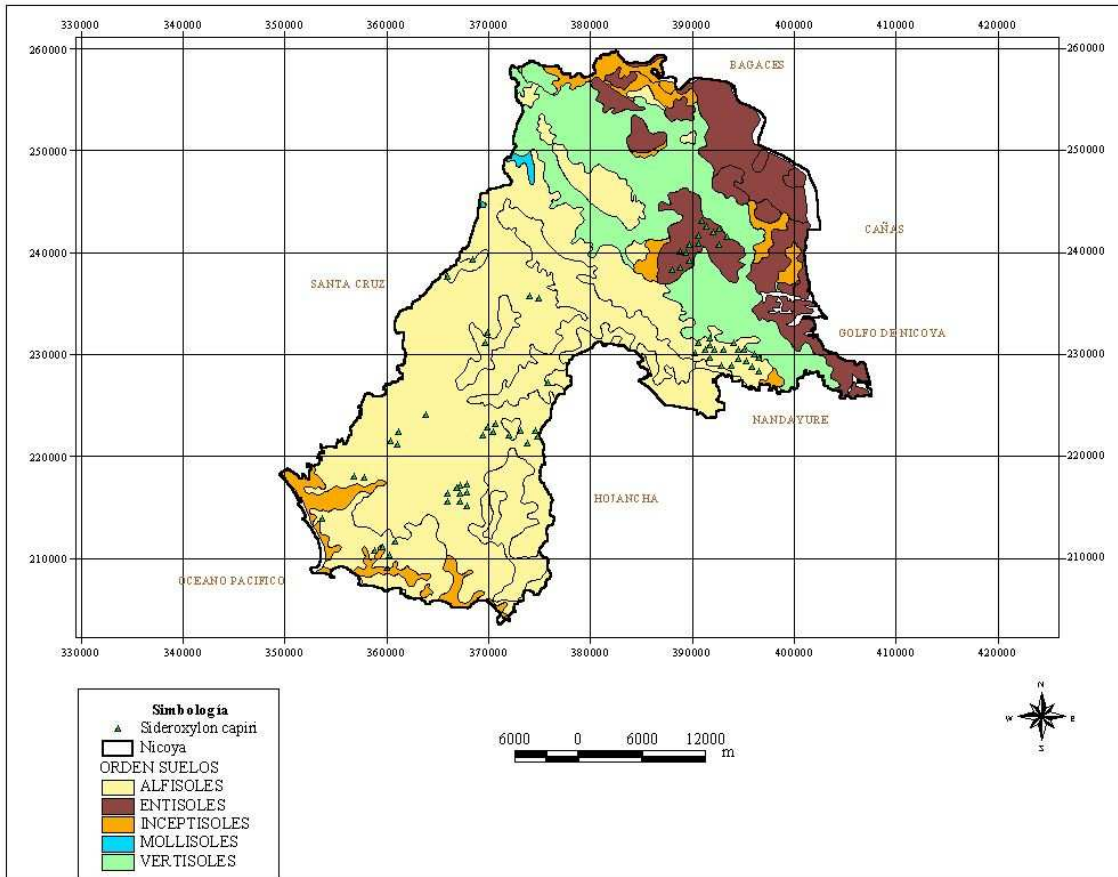 330000 340000 350000 360000 370000 380000 390000 400000 410000 420000
260000 260000
BAGACES
250000 250000
CAÑAS
240000 240000
SANTA CRUZ
GOLFO DE NICOYA
230000 230000
NANDAYURE
220000 220000
HOJANCHA
210000 210000
OCEANO PACIFICO
330000 340000 350000 360000 370000 380000 390000 400000 410000 420000
Simbología
Sideroxylon capiri
Nicoya
ORDEN SUELOS
ALFISOLES
ENTISOLES
INCEPTISOLES
MOLLISOLES
VERTISOLES
6000 0 6000 12000 m
N
W E
S